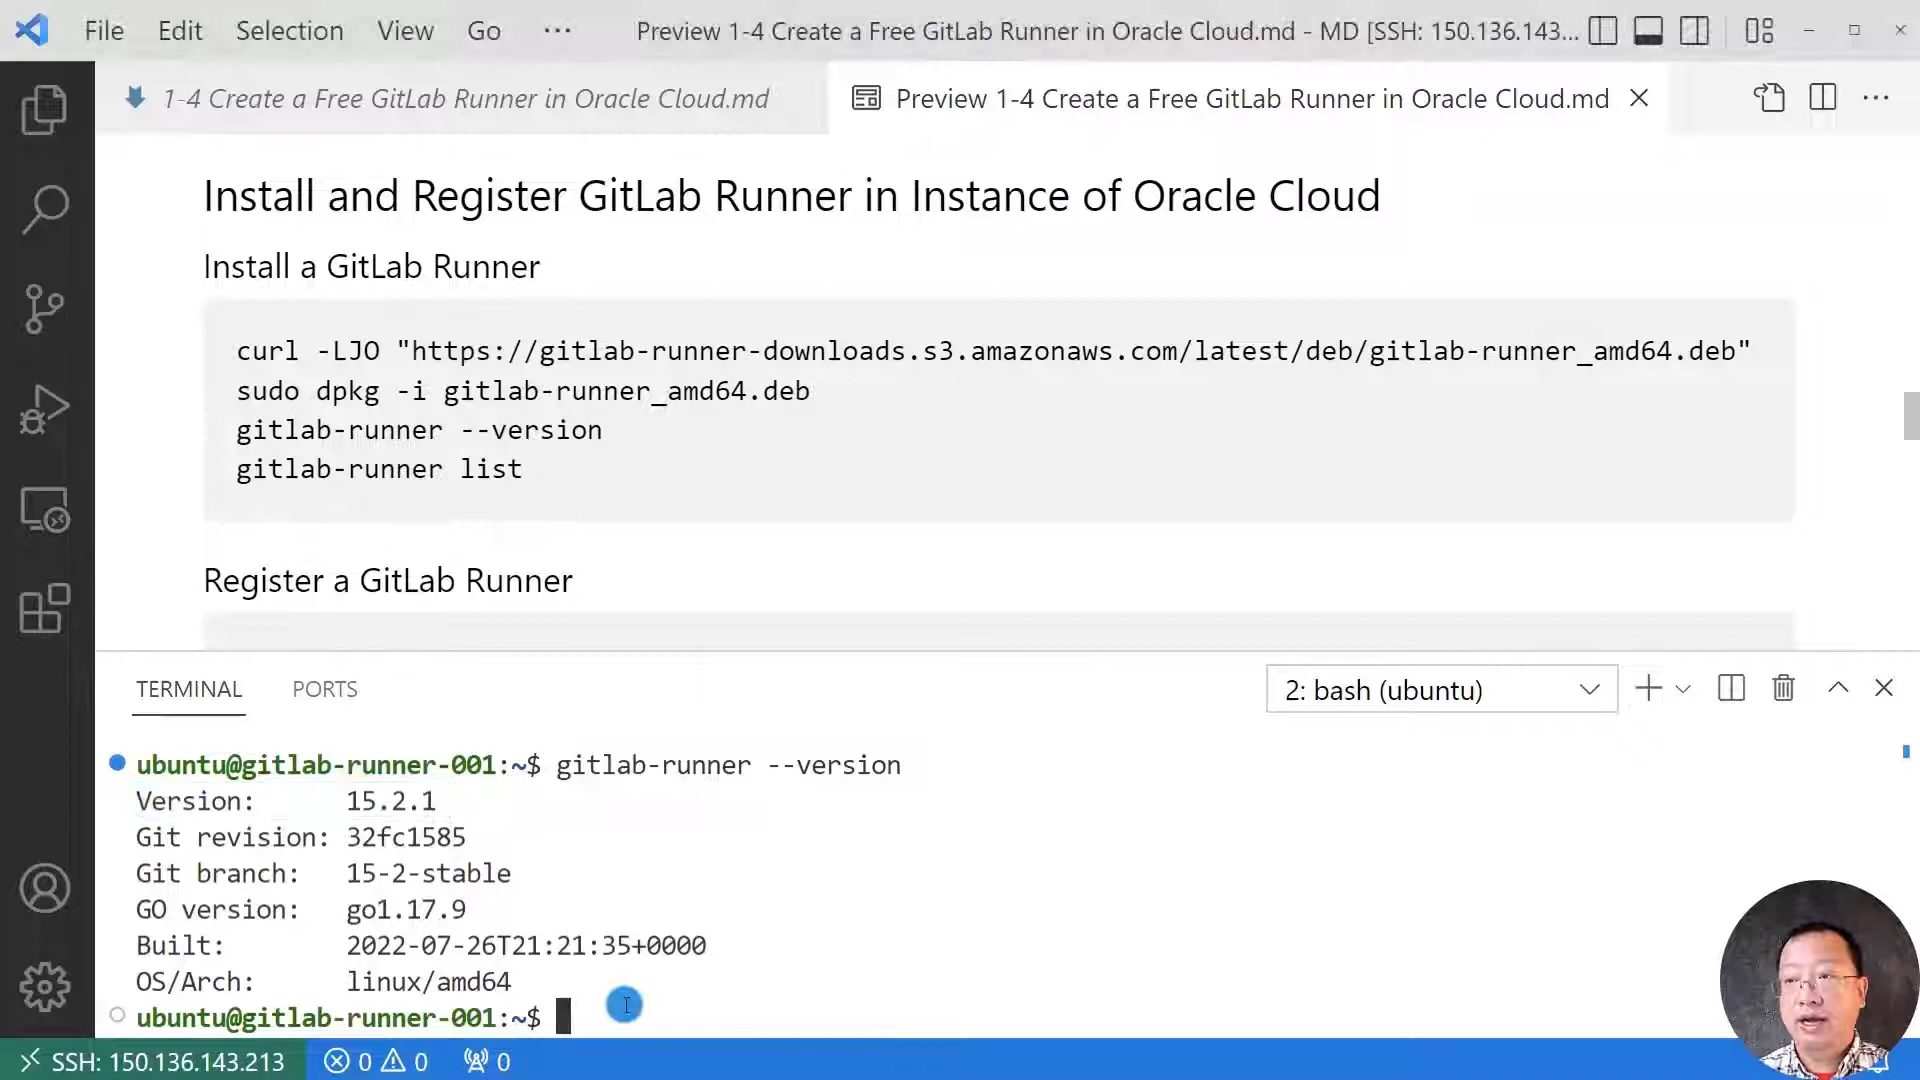 File Edit Selection View Go ··· Preview 1-4 Create a Free GitLab Runner in Oracle Cloud.md - MD [SSH: 150.136.143...
1-4 Create a Free GitLab Runner in Oracle Cloud.md Preview 1-4 Create a Free GitLab Runner in Oracle Cloud.md
Install and Register GitLab Runner in Instance of Oracle Cloud
Install a GitLab Runner
curl -LJO "https://gitlab-runner-downloads.s3.amazonaws.com/latest/deb/gitlab-runner_amd64.deb"
sudo dpkg -i gitlab-runner_amd64.deb
gitlab-runner --version
gitlab-runner list
Register a GitLab Runner
TERMINAL PORTS 2: bash (ubuntu)
ubuntu@gitlab-runner-001:~$ gitlab-runner --version
Version: 15.2.1
Git revision: 32fc1585
Git branch: 15-2-stable
GO version: go1.17.9
Built: 2022-07-26T21:21:35+0000
OS/Arch: linux/amd64
ubuntu@gitlab-runner-001:~$
SSH: 150.136.143.213 0 0 0